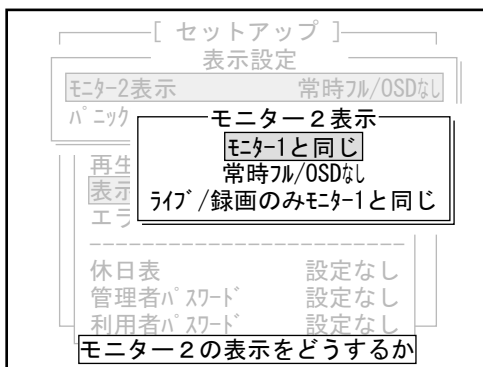 [ セットアップ ]
表示設定
ﾓﾆﾀｰ2表示 常時ﾌﾙ/OSDなし
ﾊﾟﾆｯｸ
モニター２表示
ﾓﾆﾀｰ1と同じ
常時ﾌﾙ/OSDなし
ﾗｲﾌﾞ/録画のみﾓﾆﾀｰ1と同じ
再生
表示
エラ
------------------------
休日表 設定なし
管理者ﾊﾟｽﾜｰﾄﾞ 設定なし
利用者ﾊﾟｽﾜｰﾄﾞ 設定なし
モニター２の表示をどうするか